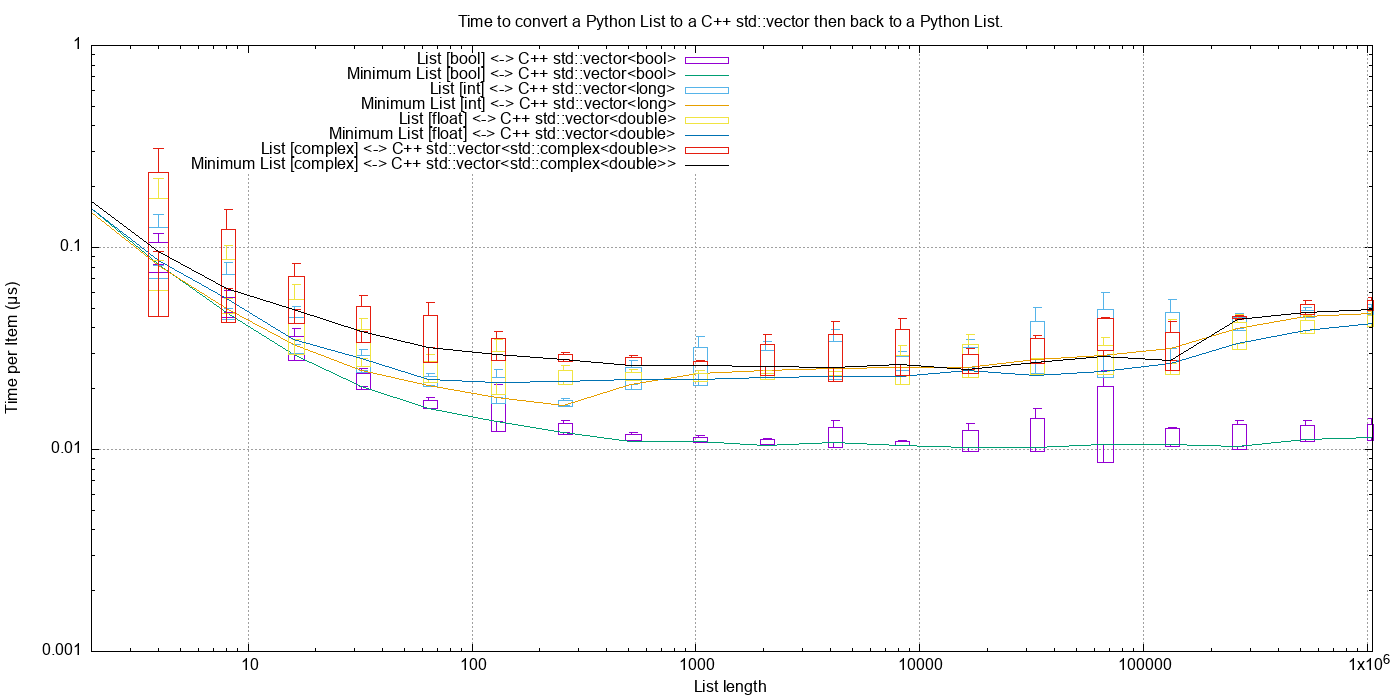 Time to convert a Python List to a C++ std::vector then back to a Python List.
1
List [bool] <-> C++ std::vector<bool>
Minimum List [bool] <-> C++ std::vector<bool>
List [int] <-> C++ std::vector<long>
Minimum List [int] <-> C++ std::vector<long>
List [float] <-> C++ std::vector<double>
Minimum List [float] <-> C++ std::vector<double>
List [complex] <-> C++ std::vector<std::complex<double>>
Minimum List [complex] <-> C++ std::vector<std::complex<double>>
0.1
Time per Item (µs)
0.01
0.001
10 100 1000 10000 100000 1x10⁶
List length